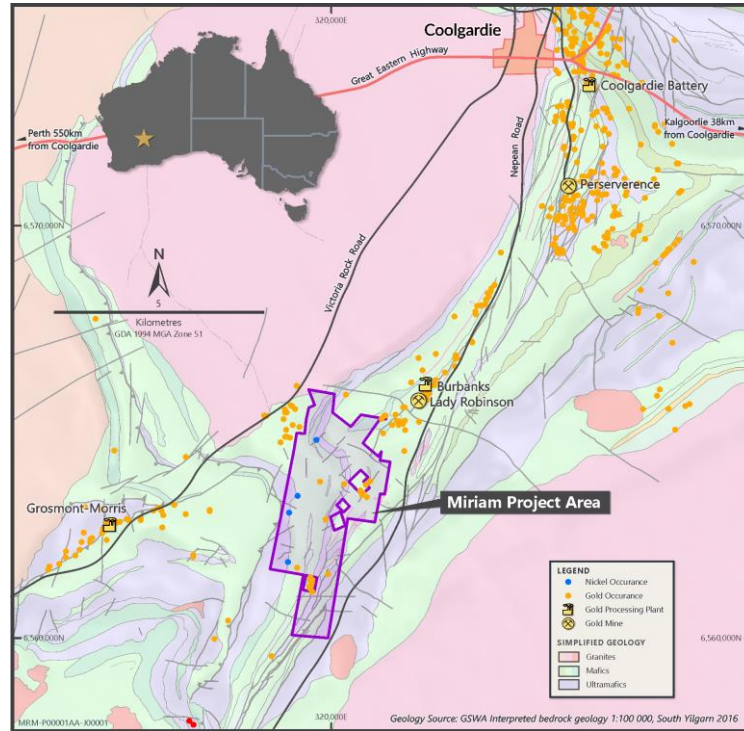 320,000E
Coolgardie
Great Eastern Highway
Coolgardie Battery
Perth 550km
from Coolgardie
Kalgoorlie 38km
from Coolgardie
Nepean Road
Perserverence
6,570,000N
6,570,000N
N
Victoria Rock Road
5
Kilometres
GDA 1994 MGA Zone 51
Burbanks
Lady Robinson
Miriam Project Area
Grosmont-Morris
LEGEND
Nickel Occurance
Gold Occurance
Gold Processing Plant
Gold Mine
SIMPLIFIED GEOLOGY
Granites
Mafics
Ultramafics
6,560,000N
6,560,000N
MRM-P00001AA-J00001
320,000E
Geology Source: GSWA Interpreted bedrock geology 1:100 000, South Yilgarn 2016